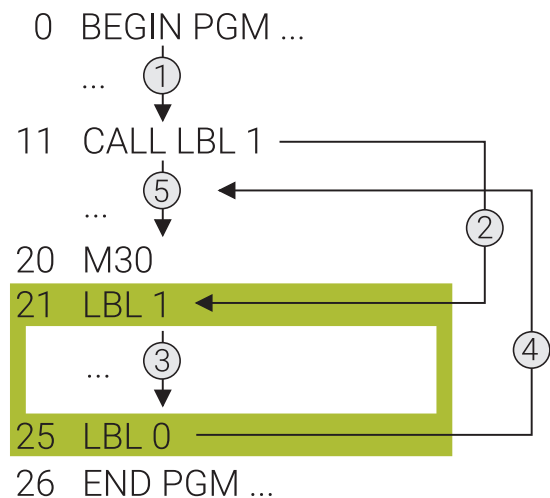 0 BEGIN PGM ...
... 1
11 CALL LBL 1
5
...
2
20 M30
21 LBL 1
... 3
4
25 LBL 0
26 END PGM ...